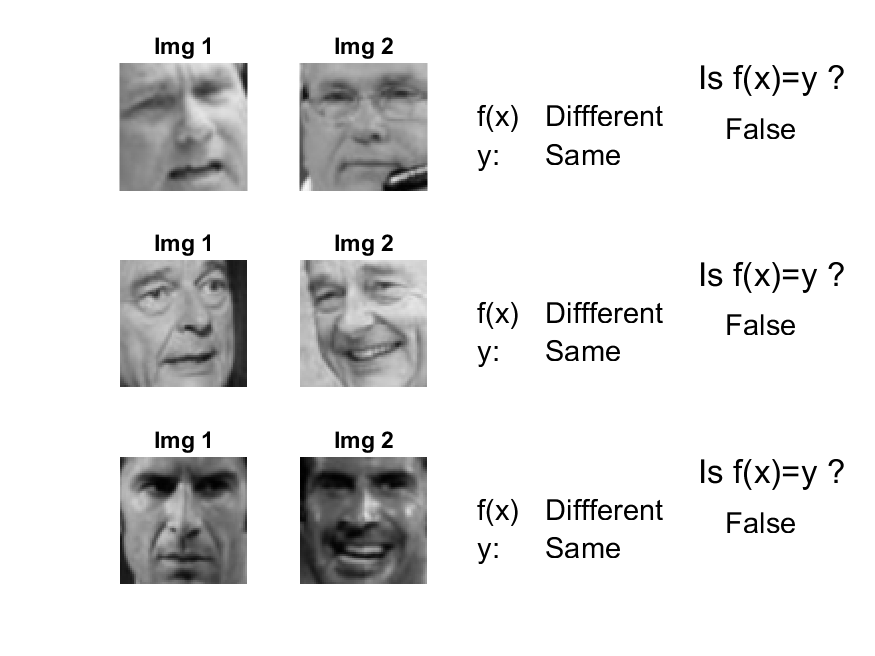 Img 1 Img 2
Is f(x)=y ?
f(x) Diffferent
False
y: Same
Img 1 Img 2
Is f(x)=y ?
f(x) Diffferent
False
y: Same
Img 1 Img 2
Is f(x)=y ?
f(x) Diffferent
False
y: Same